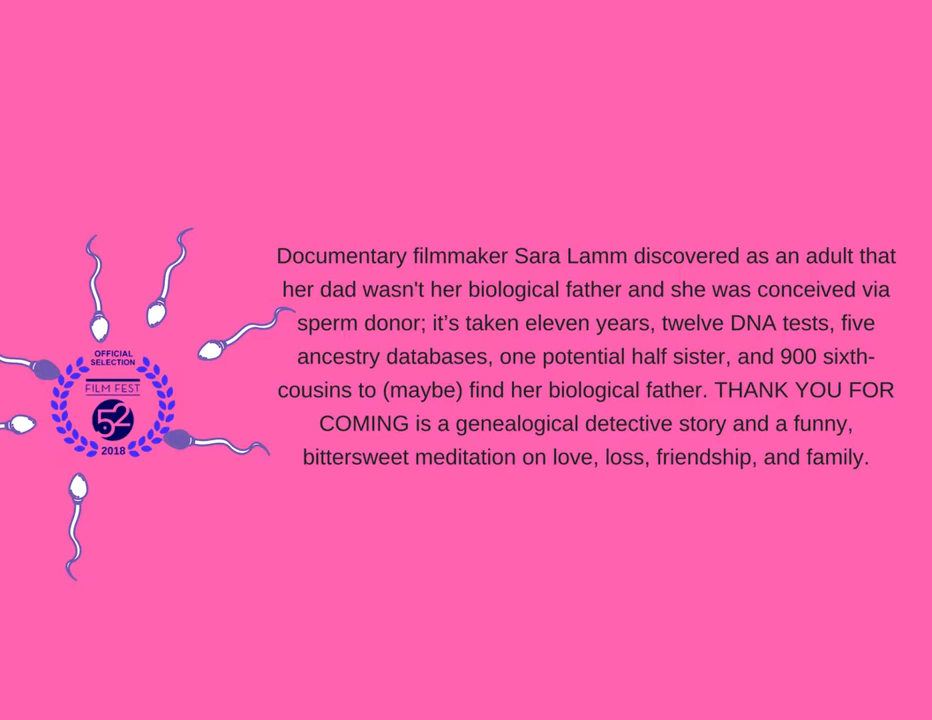 OFFICIAL
SELECTION
FILM FEST
52
2018
Documentary filmmaker Sara Lamm discovered as an adult that
her dad wasn't her biological father and she was conceived via
sperm donor; it’s taken eleven years, twelve DNA tests, five
ancestry databases, one potential half sister, and 900 sixth-
cousins to (maybe) find her biological father. THANK YOU FOR
COMING is a genealogical detective story and a funny,
bittersweet meditation on love, loss, friendship, and family.